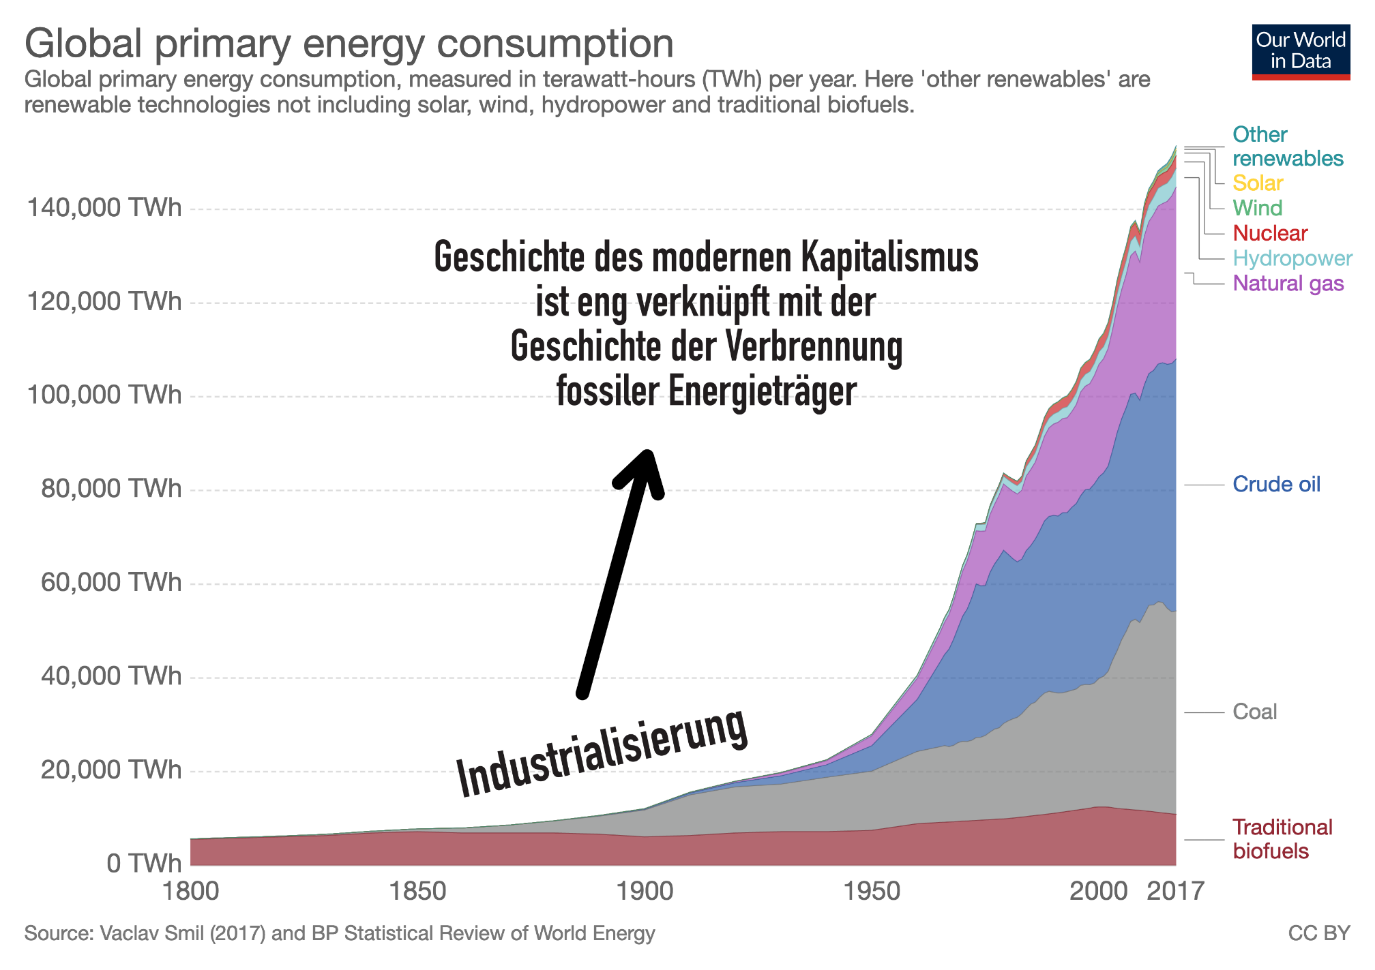 Global primary energy consumption
Global primary energy consumption, measured in terawatt-hours (TWh) per year. Here 'other renewables' are
renewable technologies not including solar, wind, hydropower and traditional biofuels.
Our World
in Data
Other
renewables
Solar
Wind
Nuclear
Hydropower
Natural gas
Crude oil
Coal
Traditional
biofuels
140,000 TWh
120,000 TWh
100,000 TWh
80,000 TWh
60,000 TWh
40,000 TWh
20,000 TWh
0 TWh
Geschichte des modernen Kapitalismus
ist eng verknüpft mit der
Geschichte der Verbrennung
fossiler Energieträger
Industrialisierung
1800 1850 1900 1950 2000 2017
Source: Vaclav Smil (2017) and BP Statistical Review of World Energy
CC BY